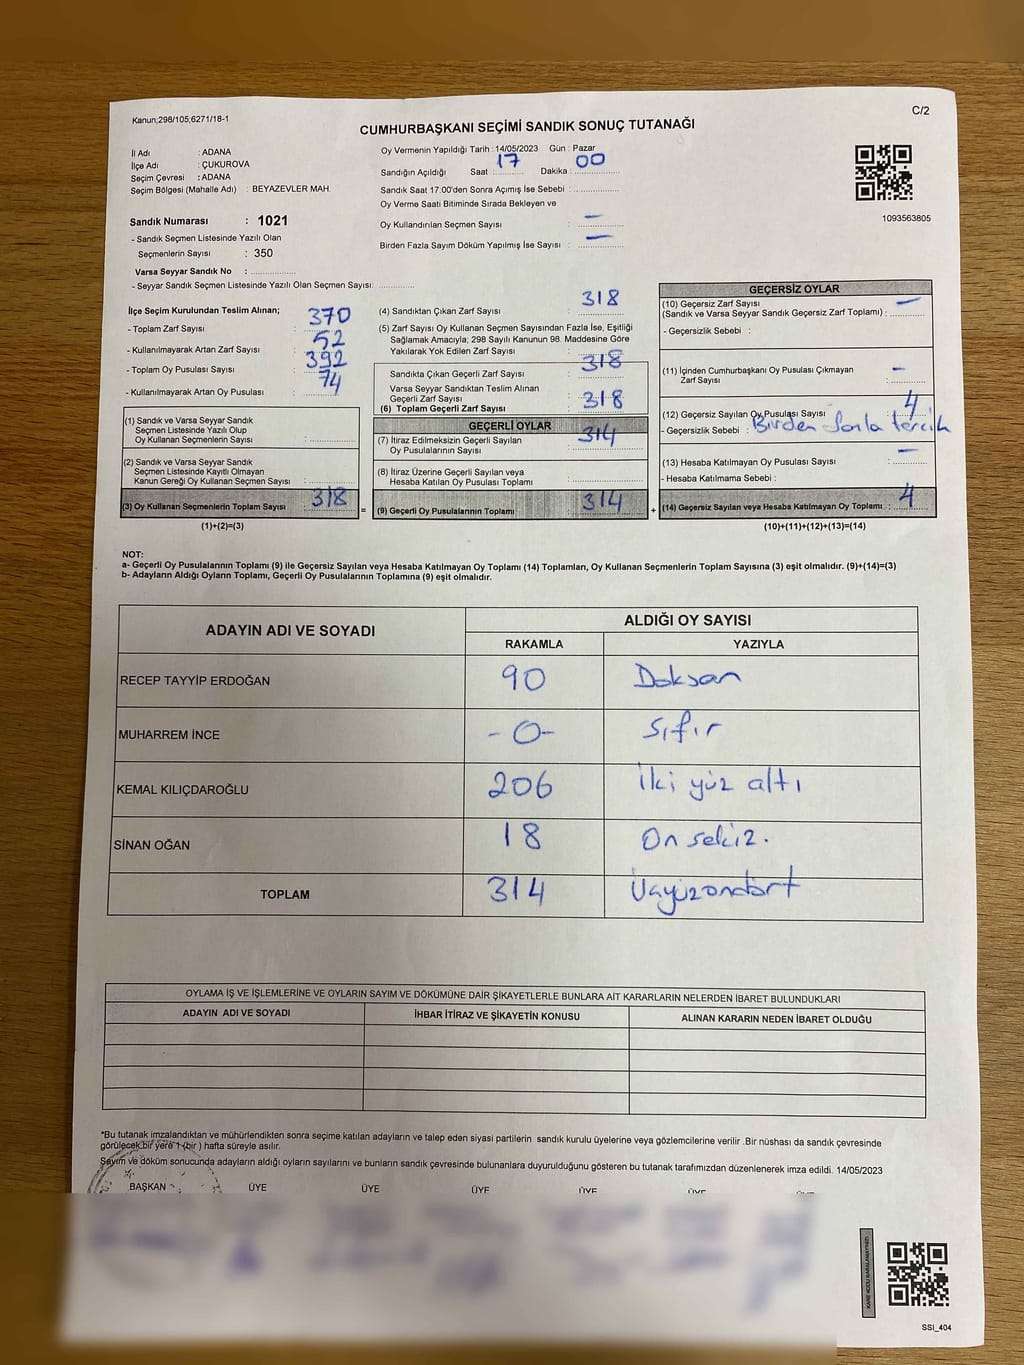 Kanun;298/105,6271/18-1
C/2
CUMHURBAŞKANI SEÇİMİ SANDIK SONUÇ TUTANAĞI
İl Adı : ADANA
İlçe Adı : ÇUKUROVA
Seçim Çevresi : ADANA
Seçim Bölgesi (Mahalle Adı) : BEYAZEVLER MAH.
Sandık Numarası : 1021
- Sandık Seçmen Listesinde Yazılı Olan
Seçmenlerin Sayısı : 350
Varsa Seyyar Sandık No : ..............
- Seyyar Sandık Seçmen Listesinde Yazılı Olan Seçmen Sayısı: ...........
Oy Vermenin Yapıldığı Tarih : 14/05/2023 Gün : Pazar
Sandığın Açıldığı Saat : 17 Dakika : 00
Sandık Saat 17:00'den Sonra Açımış İse Sebebi : ..............
Oy Verme Saati Bitiminde Sırada Bekleyen ve
Oy Kullandırılan Seçmen Sayısı : —
Birden Fazla Sayım Döküm Yapılmış İse Sayısı : —
1093563805
İlçe Seçim Kurulundan Teslim Alınan;
- Toplam Zarf Sayısı : 370
- Kullanılmayarak Artan Zarf Sayısı : 52
- Toplam Oy Pusulası Sayısı : 392
- Kullanılmayarak Artan Oy Pusulası : 74
(1) Sandık ve Varsa Seyyar Sandık
Seçmen Listesinde Yazılı Olup
Oy Kullanan Seçmenlerin Sayısı : ..............
(2) Sandık ve Varsa Seyyar Sandık
Seçmen Listesinde Kayıtlı Olmayan
Kanun Gereği Oy Kullanan Seçmen Sayısı : ..............
(3) Oy Kullanan Seçmenlerin Toplam Sayısı : 318 =
(1)+(2)=(3)
(4) Sandıktan Çıkan Zarf Sayısı : 318
(5) Zarf Sayısı Oy Kullanan Seçmen Sayısından Fazla İse, Eşitliği
Sağlamak Amacıyla; 298 Sayılı Kanunun 98. Maddesine Göre
Yakılarak Yok Edilen Zarf Sayısı : ..............
Sandıkta Çıkan Geçerli Zarf Sayısı : 318
Varsa Seyyar Sandıktan Teslim Alınan
Geçerli Zarf Sayısı : ..............
(6) Toplam Geçerli Zarf Sayısı : 318
GEÇERLİ OYLAR
(7) İtiraz Edilmeksizin Geçerli Sayılan
Oy Pusulalarının Sayısı : 314
(8) İtiraz Üzerine Geçerli Sayılan veya
Hesaba Katılan Oy Pusulası Toplamı : ..............
(9) Geçerli Oy Pusulalarının Toplamı : 314 +
GEÇERSİZ OYLAR
(10) Geçersiz Zarf Sayısı
(Sandık ve Varsa Seyyar Sandık Geçersiz Zarf Toplamı) : —
- Geçersizlik Sebebi :
(11) İçinden Cumhurbaşkanı Oy Pusulası Çıkmayan
Zarf Sayısı : —
(12) Geçersiz Sayılan Oy Pusulası Sayısı : 4
- Geçersizlik Sebebi : Birden fazla tercih
(13) Hesaba Katılmayan Oy Pusulası Sayısı : —
- Hesaba Katılmama Sebebi :
(14) Geçersiz Sayılan veya Hesaba Katılmayan Oy Toplamı : 4
(10)+(11)+(12)+(13)=(14)
NOT:
a- Geçerli Oy Pusulalarının Toplamı (9) ile Geçersiz Sayılan veya Hesaba Katılmayan Oy Toplamı (14) Toplamları, Oy Kullanan Seçmenlerin Toplam Sayısına (3) eşit olmalıdır. (9)+(14)=(3)
b- Adayların Aldığı Oyların Toplamı, Geçerli Oy Pusulalarının Toplamına (9) eşit olmalıdır.
ADAYIN ADI VE SOYADI ALDIĞI OY SAYISI
RAKAMLA YAZIYLA
RECEP TAYYİP ERDOĞAN 90 Doksan
MUHARREM İNCE -0- sıfır
KEMAL KILIÇDAROĞLU 206 İki yüz altı
SİNAN OĞAN 18 On sekiz.
TOPLAM 314 Üçyüzondört
OYLAMA İŞ VE İŞLEMLERİNE VE OYLARIN SAYIM VE DÖKÜMÜNE DAİR ŞİKAYETLERLE BUNLARA AİT KARARLARIN NELERDEN İBARET BULUNDUKLARI
ADAYIN ADI VE SOYADI İHBAR İTİRAZ VE ŞİKAYETİN KONUSU ALINAN KARARIN NEDEN İBARET OLDUĞU
*Bu tutanak imzalandıktan ve mühürlendikten sonra seçime katılan adayların ve talep eden siyasi partilerin sandık kurulu üyelerine veya gözlemcilerine verilir .Bir nüshası da sandık çevresinde
görülecek bir yere 1 (bir ) hafta süreyle asılır.
Sayım ve döküm sonucunda adayların aldığı oyların sayılarını ve bunların sandık çevresinde bulunanlara duyurulduğunu gösteren bu tutanak tarafımızdan düzenlenerek imza edildi. 14/05/2023
BAŞKAN ÜYE ÜYE ÜYE ÜYE ÜYE
KARE KODU KARALAMAYINIZ!
SSI_404